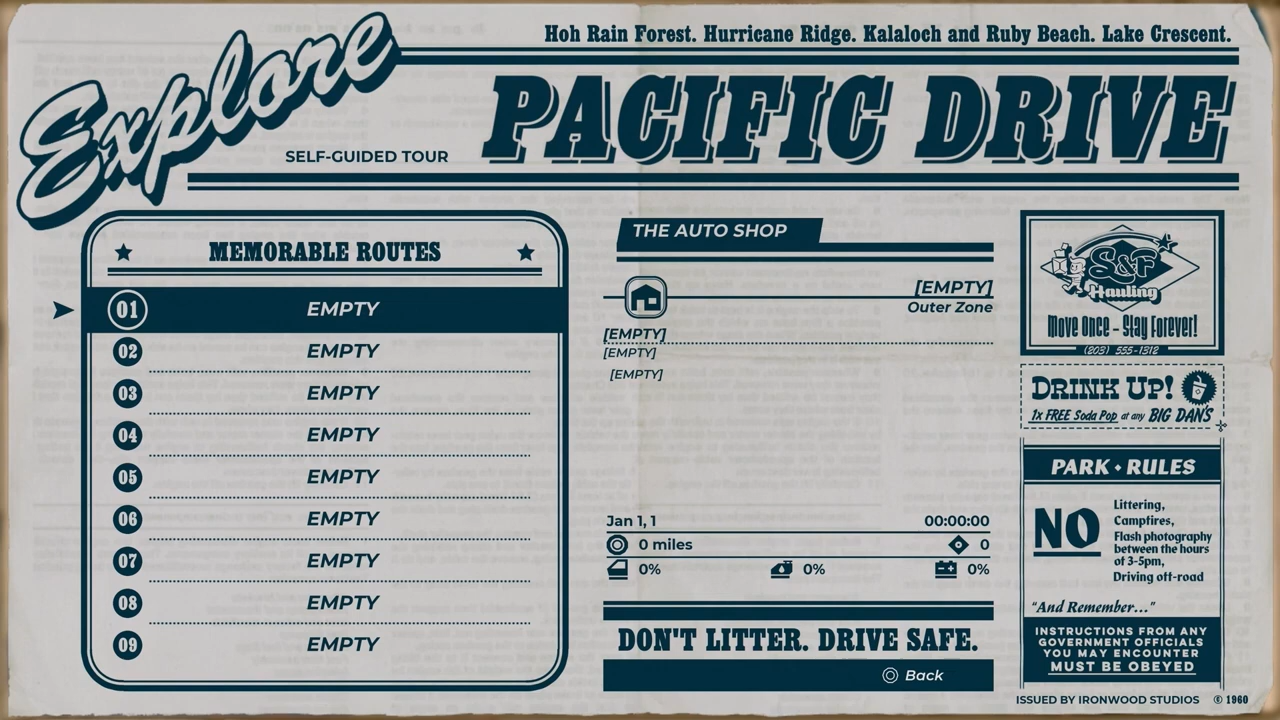 Explore
Hoh Rain Forest. Hurricane Ridge. Kalaloch and Ruby Beach. Lake Crescent.
PACIFIC DRIVE
SELF-GUIDED TOUR
MEMORABLE ROUTES
01 EMPTY
02 EMPTY
03 EMPTY
04 EMPTY
05 EMPTY
06 EMPTY
07 EMPTY
08 EMPTY
09 EMPTY
THE AUTO SHOP
[EMPTY]
Outer Zone
[EMPTY]
[EMPTY]
[EMPTY]
Jan 1, 1 00:00:00
0 miles 0
0% 0% 0%
DON'T LITTER. DRIVE SAFE.
Back
S&F
Hauling
Move Once - Stay Forever!
(203) 555-1312
DRINK UP!
1x FREE Soda Pop at any BIG DAN'S
PARK • RULES
NO
Littering,
Campfires,
Flash photography
between the hours
of 3-5pm,
Driving off-road
"And Remember..."
INSTRUCTIONS FROM ANY
GOVERNMENT OFFICIALS
YOU MAY ENCOUNTER
MUST BE OBEYED
ISSUED BY IRONWOOD STUDIOS © 1960